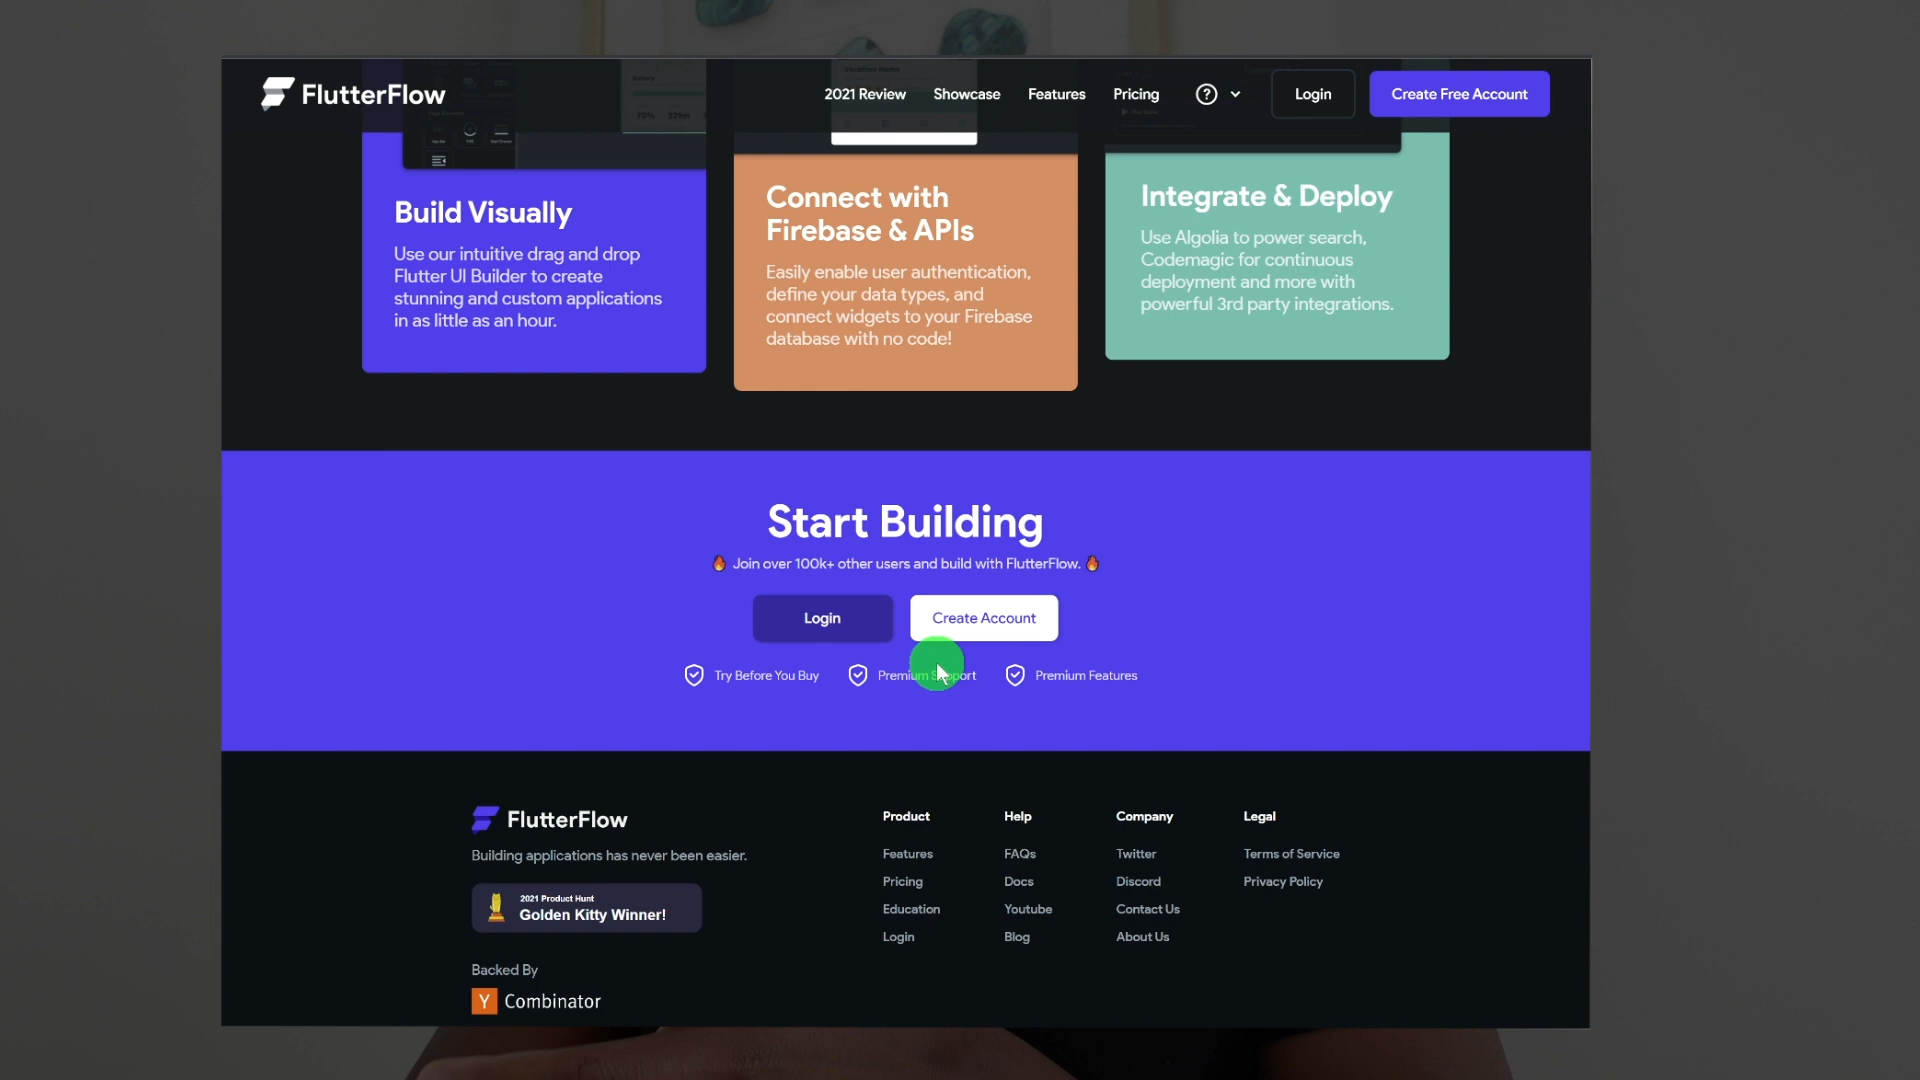 FlutterFlow
2021 Review
Showcase
Features
Pricing
?
Login
Create Free Account
Build Visually
Use our intuitive drag and drop
Flutter UI Builder to create
stunning and custom applications
in as little as an hour.
Connect with
Firebase & APIs
Easily enable user authentication,
define your data types, and
connect widgets to your Firebase
database with no code!
Integrate & Deploy
Use Algolia to power search,
Codemagic for continuous
deployment and more with
powerful 3rd party integrations.
Start Building
🔥 Join over 100k+ other users and build with FlutterFlow. 🔥
Login
Create Account
Try Before You Buy
Premium Support
Premium Features
FlutterFlow
Building applications has never been easier.
2021 Product Hunt
Golden Kitty Winner!
Backed By
Y Combinator
Product
Features
Pricing
Education
Login
Help
FAQs
Docs
Youtube
Blog
Company
Twitter
Discord
Contact Us
About Us
Legal
Terms of Service
Privacy Policy